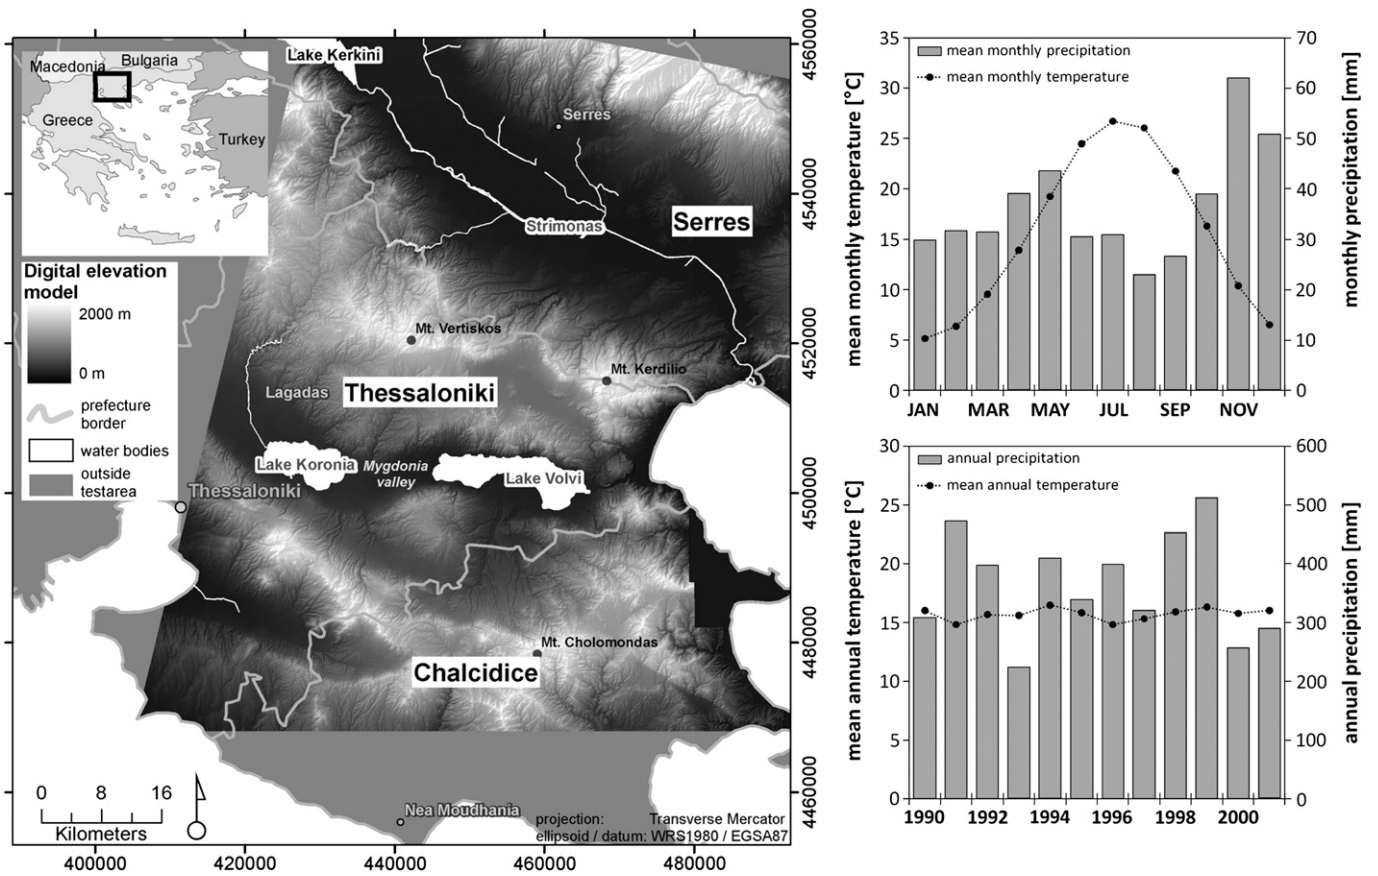 Lake Kerkini
Macedonia
Bulgaria
Greece
Turkey
Serres
Serres
Strimonas
Digital elevation
model
2000 m
0 m
prefecture
border
water bodies
outside
testarea
Mt. Vertiskos
Mt. Kerdilio
Lagadas
Thessaloniki
Lake Koronia
Mygdonia
valley
Lake Volvi
Thessaloniki
Mt. Cholomondas
Chalcidice
Nea Moudhania
0 8 16
Kilometers
projection: Transverse Mercator
ellipsoid / datum: WRS1980 / EGSA87
400000 420000 440000 460000 480000
4560000
4540000
4520000
4500000
4480000
4460000
mean monthly precipitation
mean monthly temperature
mean monthly temperature [°C]
35
30
25
20
15
10
5
0
monthly precipitation [mm]
70
60
50
40
30
20
10
0
JAN MAR MAY JUL SEP NOV
annual precipitation
mean annual temperature
mean annual temperature [°C]
30
25
20
15
10
5
0
annual precipitation [mm]
600
500
400
300
200
100
0
1990 1992 1994 1996 1998 2000